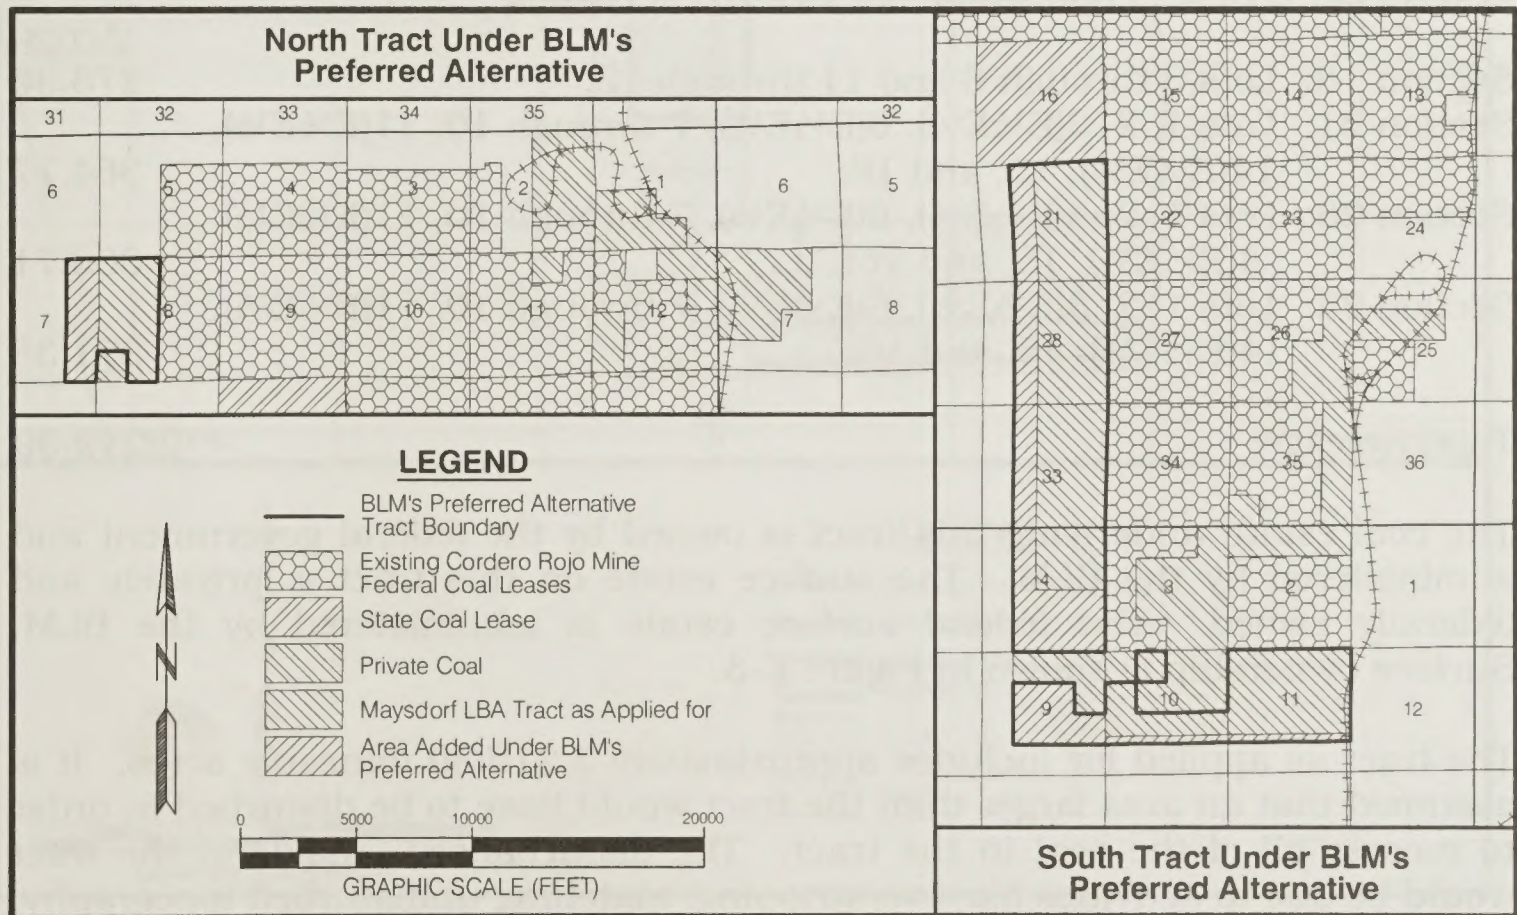 North Tract Under BLM's
Preferred Alternative
31 32 33 34 35 32
6 5 4 3 2 1 6 5
7 8 9 10 11 12 7 8
LEGEND
BLM's Preferred Alternative
Tract Boundary
Existing Cordero Rojo Mine
Federal Coal Leases
State Coal Lease
Private Coal
Maysdorf LBA Tract as Applied for
Area Added Under BLM's
Preferred Alternative
N
0 5000 10000 20000
GRAPHIC SCALE (FEET)
16 15 14 13
21 22 23 24
28 27 26 25
33 34 35 36
4 3 2 1
9 10 11 12
South Tract Under BLM's
Preferred Alternative